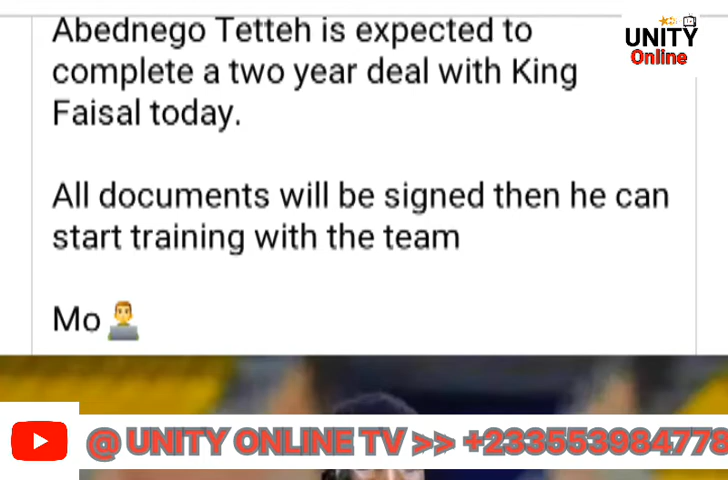 Abednego Tetteh is expected to
complete a two year deal with King
Faisal today.
All documents will be signed then he can
start training with the team
Mo
UNITY
Online
@ UNITY ONLINE TV >> +233553984778